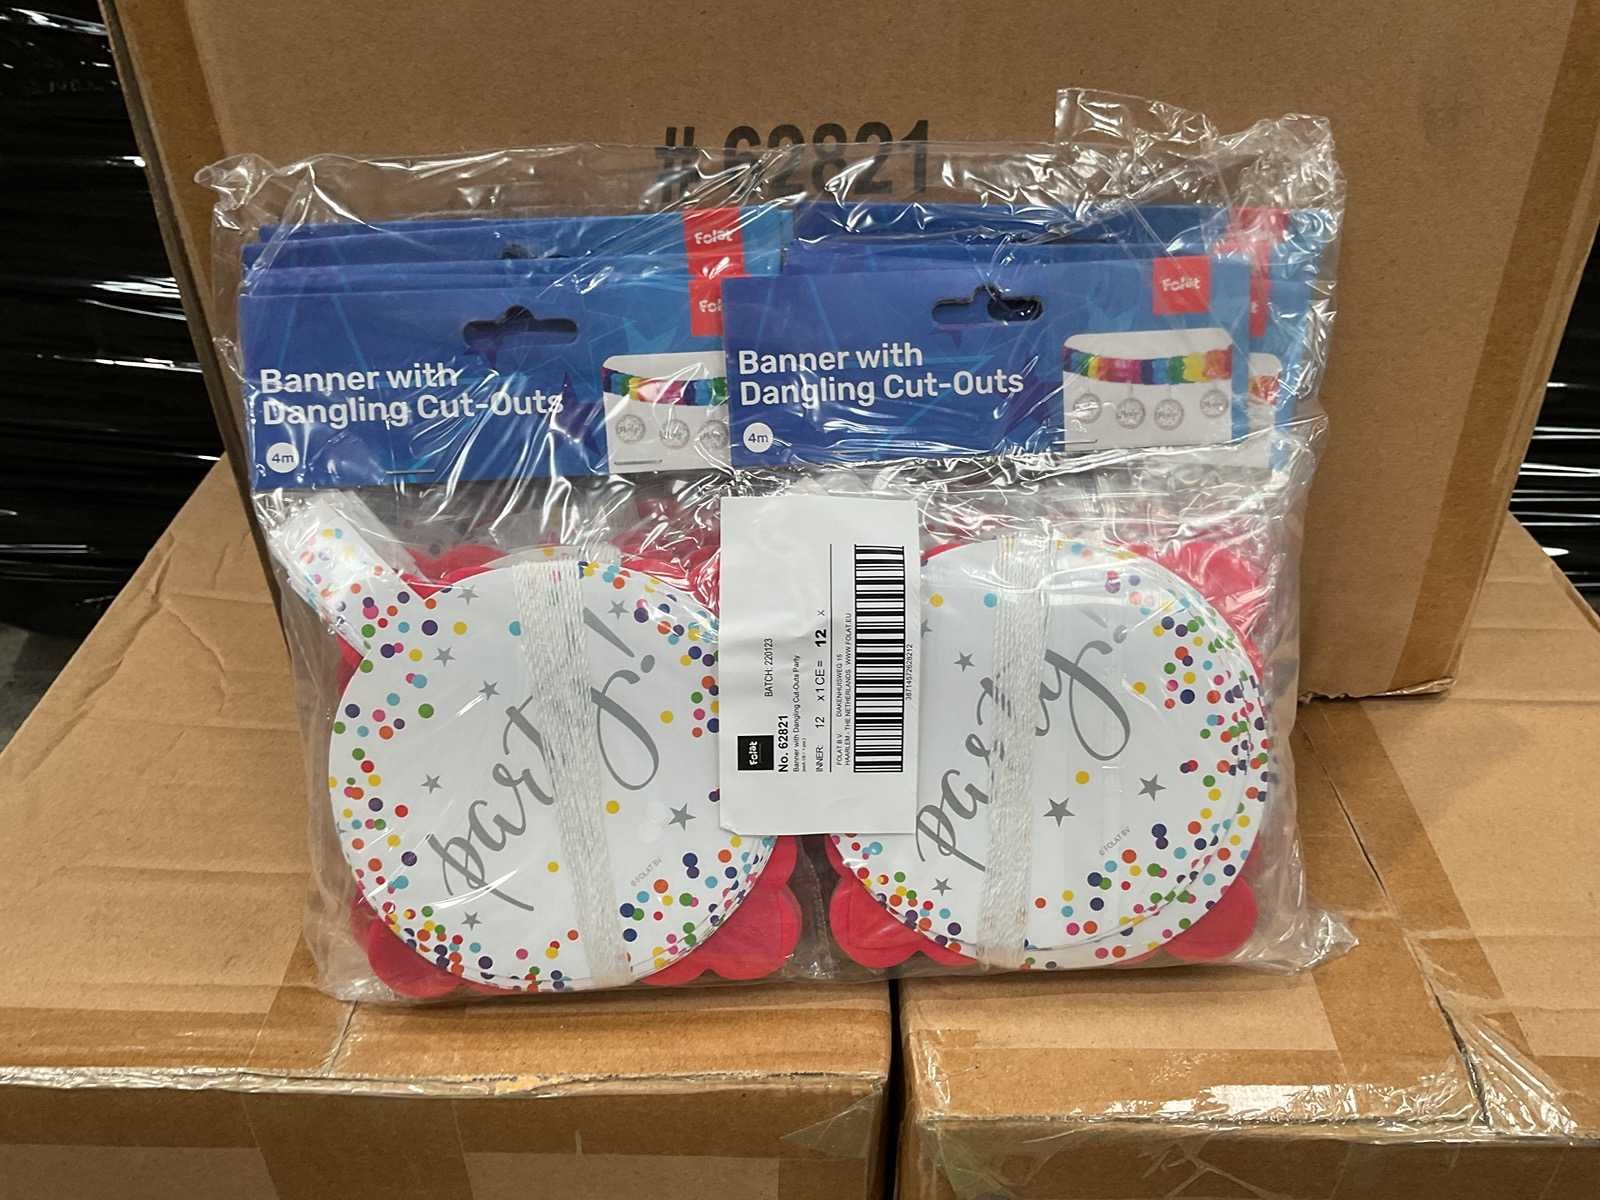 # 62821
Folat
Fol
Folat
Banner with
Dangling Cut-Outs
4m
Banner with
Dangling Cut-Outs
4m
party!
© FOLAT BV
party!
© FOLAT BV
Folat
No. 62821
BATCH: 220123
Banner with Dangling Cut-Outs Party
INNER: 12 x 1 CE = 12 x
FOLAT B.V. DIAKENHUISWEG 15
HAARLEM - THE NETHERLANDS WWW.FOLAT.EU